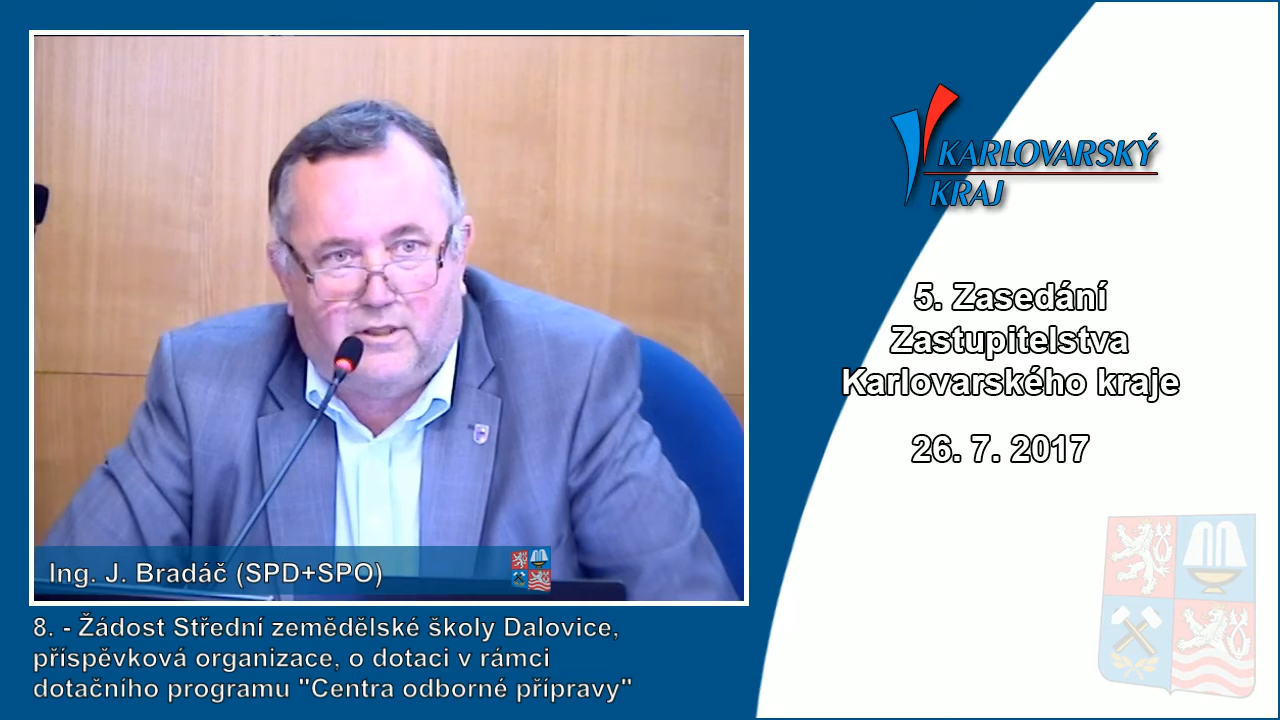 KARLOVARSKÝ
KRAJ
5. Zasedání
Zastupitelstva
Karlovarského kraje
26. 7. 2017
Ing. J. Bradáč (SPD+SPO)
8. - Žádost Střední zemědělské školy Dalovice,
příspěvková organizace, o dotaci v rámci
dotačního programu "Centra odborné přípravy"